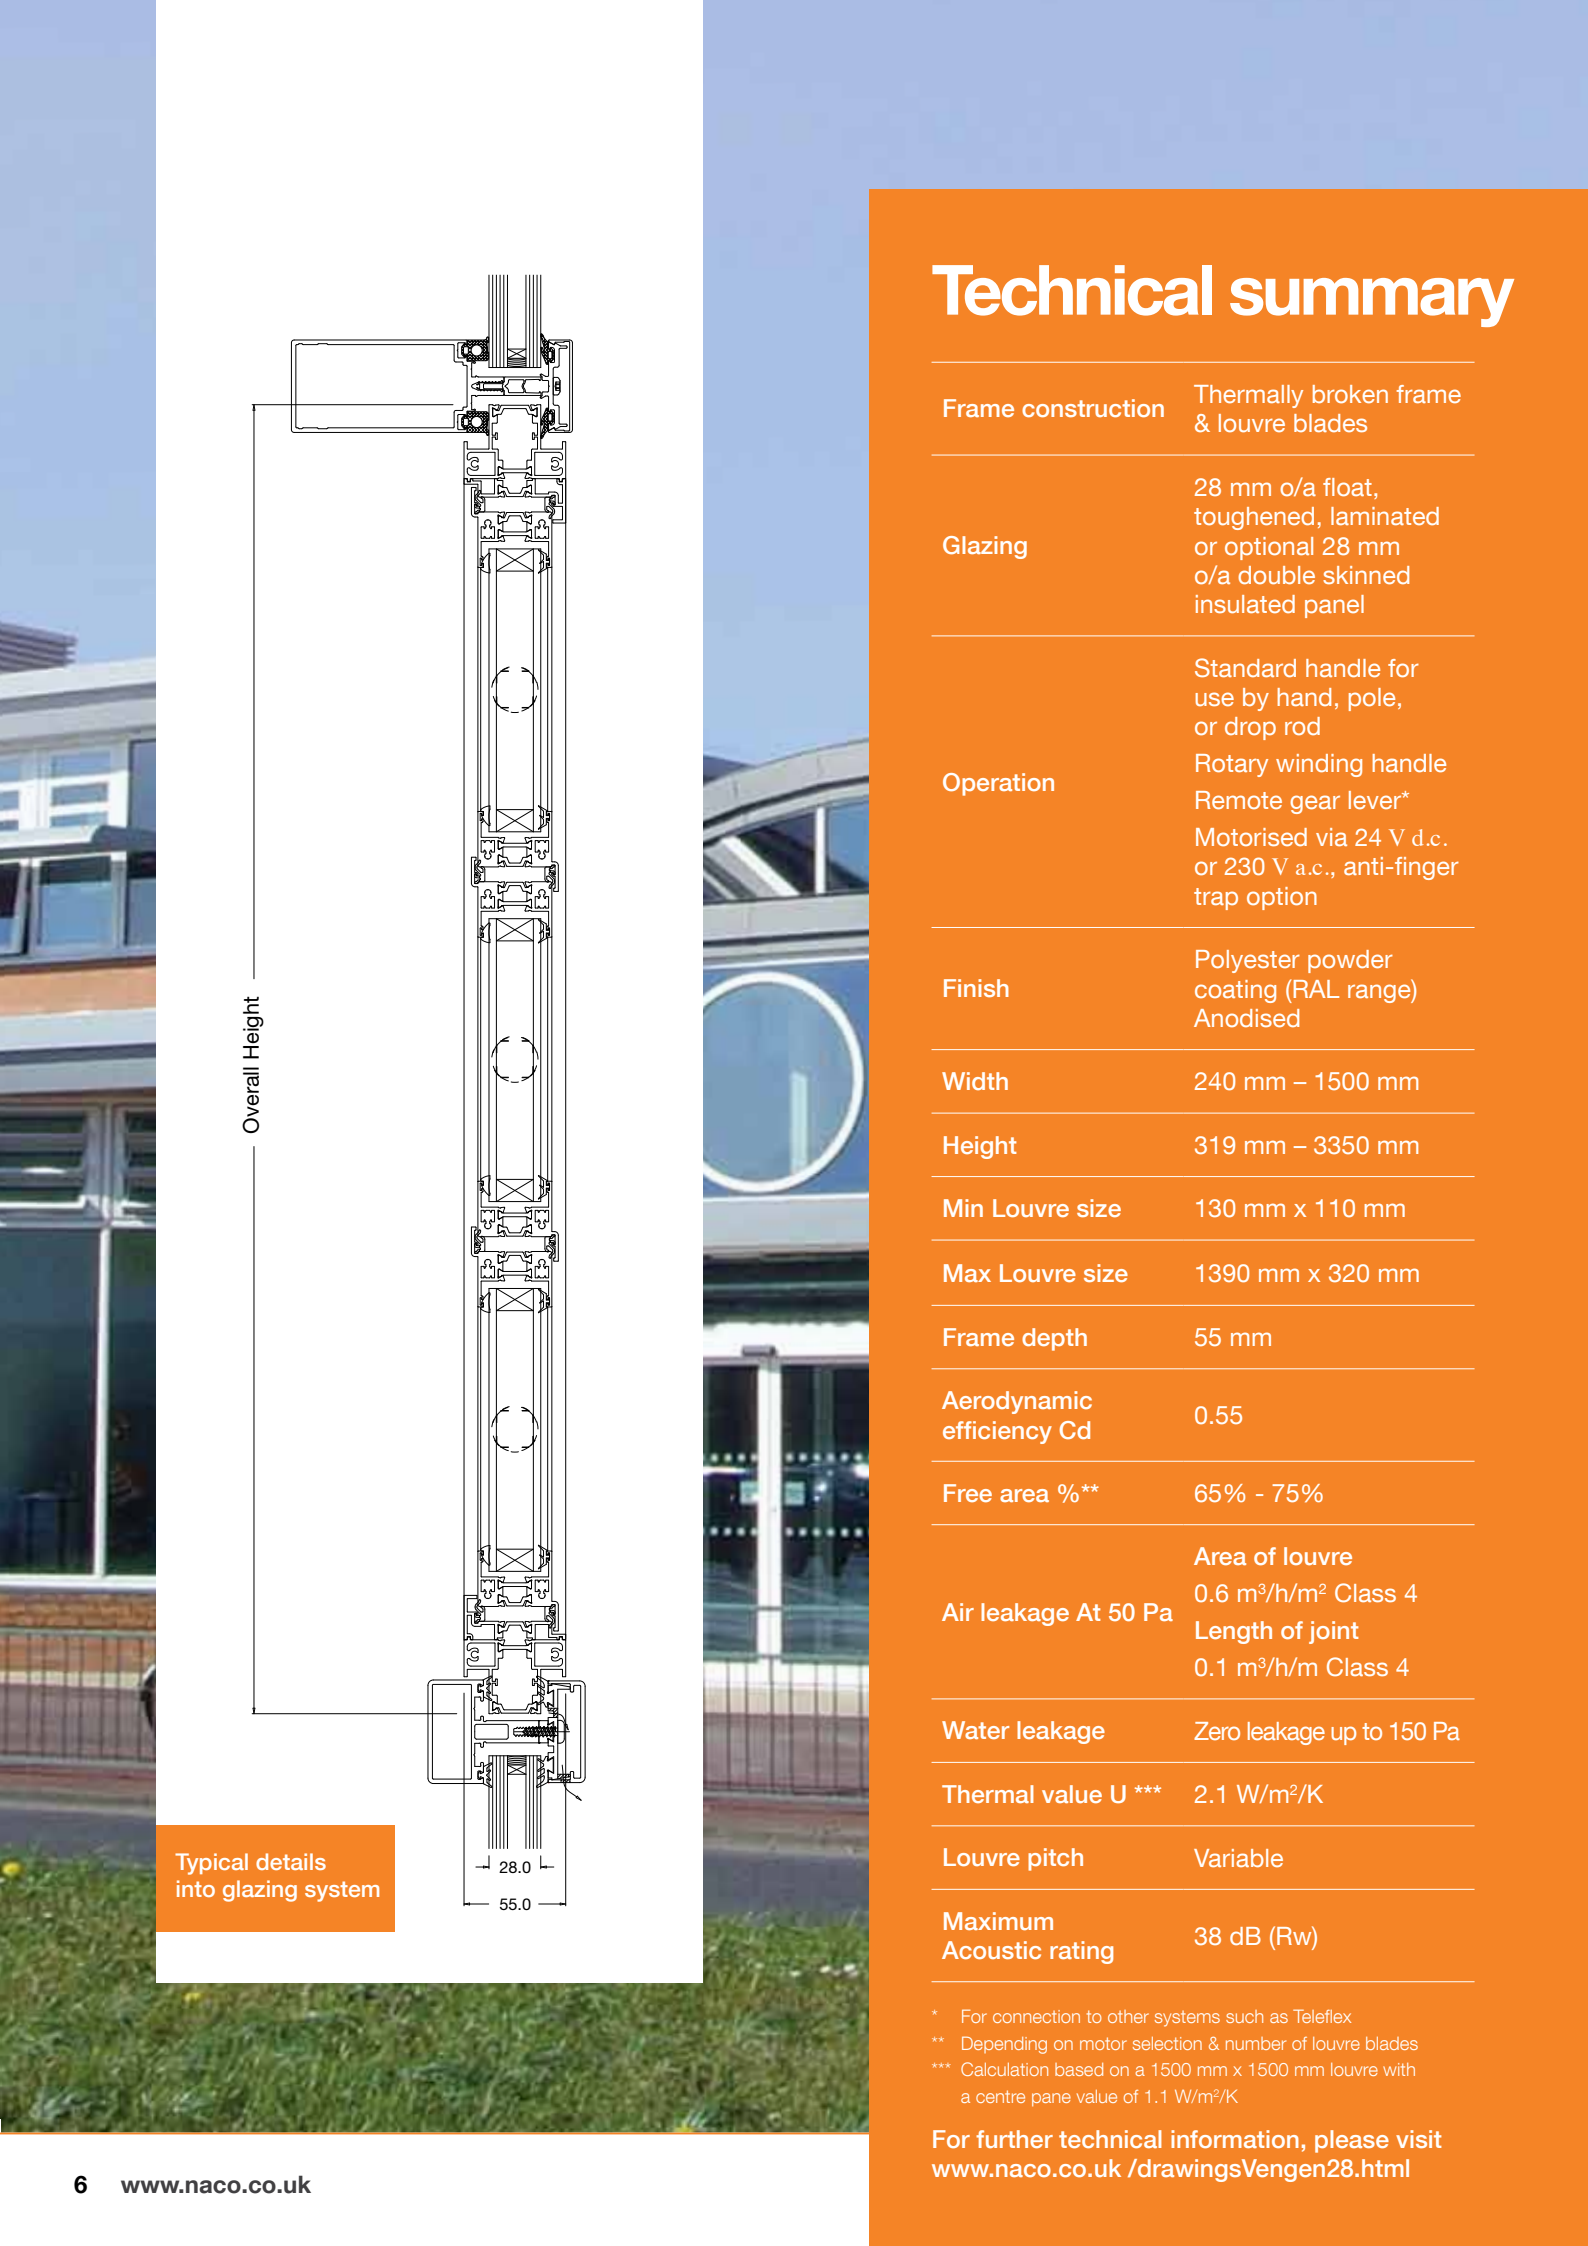 Overall Height
28.0
55.0
Typical details
into glazing system
6 www.naco.co.uk
Technical summary
Frame construction
Thermally broken frame
& louvre blades
Glazing
28 mm o/a float,
toughened, laminated
or optional 28 mm
o/a double skinned
insulated panel
Operation
Standard handle for
use by hand, pole,
or drop rod
Rotary winding handle
Remote gear lever*
Motorised via 24 V d.c.
or 230 V a.c., anti-finger
trap option
Finish
Polyester powder
coating (RAL range)
Anodised
Width 240 mm – 1500 mm
Height 319 mm – 3350 mm
Min Louvre size 130 mm x 110 mm
Max Louvre size 1390 mm x 320 mm
Frame depth 55 mm
Aerodynamic
efficiency Cd
0.55
Free area %** 65% - 75%
Air leakage At 50 Pa
Area of louvre
0.6 m³/h/m² Class 4
Length of joint
0.1 m³/h/m Class 4
Water leakage Zero leakage up to 150 Pa
Thermal value U *** 2.1 W/m²/K
Louvre pitch Variable
Maximum
Acoustic rating
38 dB (Rw)
* For connection to other systems such as Teleflex
** Depending on motor selection & number of louvre blades
*** Calculation based on a 1500 mm x 1500 mm louvre with
a centre pane value of 1.1 W/m²/K
For further technical information, please visit
www.naco.co.uk /drawingsVengen28.html